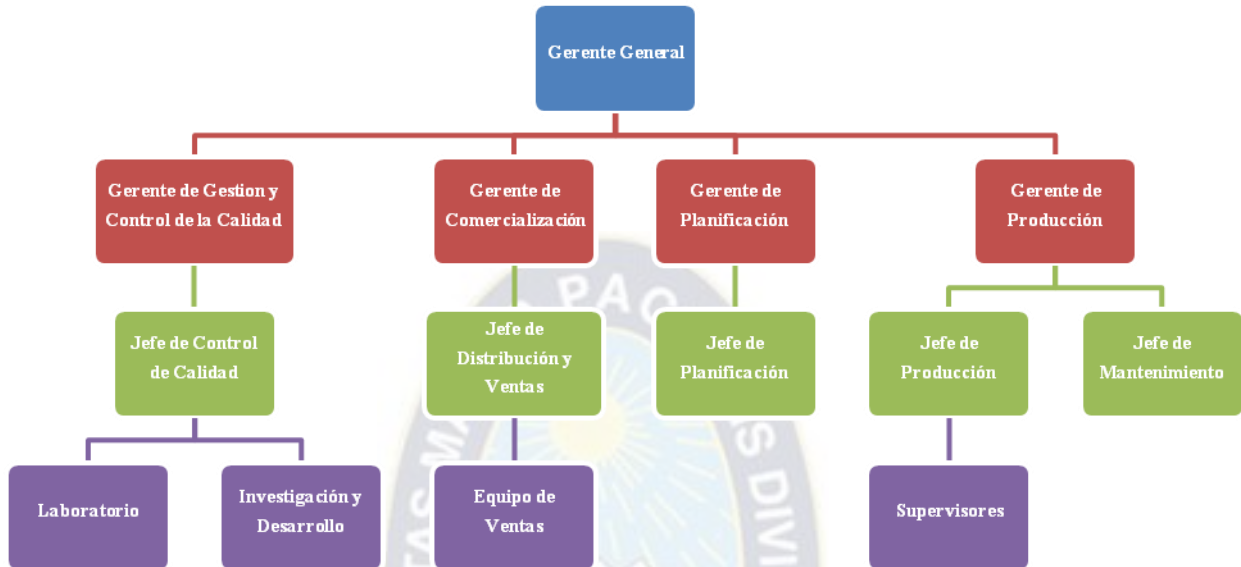 Gerente General
Gerente de Gestion y
Control de la Calidad
Gerente de
Comercialización
Gerente de
Planificación
Gerente de
Producción
Jefe de Control
de Calidad
Jefe de
Distribución y
Ventas
Jefe de
Planificación
Jefe de
Producción
Jefe de
Mantenimiento
Laboratorio
Investigación y
Desarrollo
Equipo de
Ventas
Supervisores